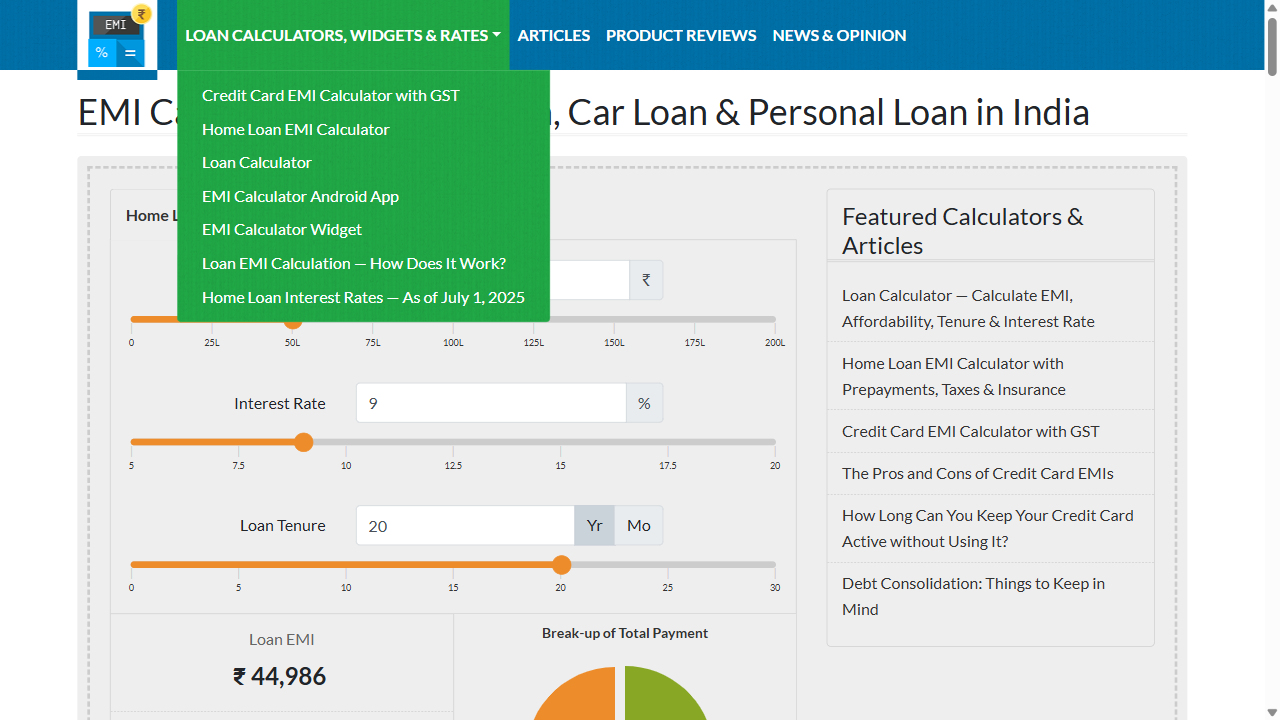 EMI
₹
%
=
LOAN CALCULATORS, WIDGETS & RATES
ARTICLES
PRODUCT REVIEWS
NEWS & OPINION
Credit Card EMI Calculator with GST
Home Loan EMI Calculator
Loan Calculator
EMI Calculator Android App
EMI Calculator Widget
Loan EMI Calculation — How Does It Work?
Home Loan Interest Rates — As of July 1, 2025
EMI , Car Loan & Personal Loan in India
Home
₹
0 25L 50L 75L 100L 125L 150L 175L 200L
Interest Rate 9 %
5 7.5 10 12.5 15 17.5 20
Loan Tenure 20 Yr Mo
0 5 10 15 20 25 30
Loan EMI
₹ 44,986
Break-up of Total Payment
Featured Calculators &
Articles
Loan Calculator — Calculate EMI,
Affordability, Tenure & Interest Rate
Home Loan EMI Calculator with
Prepayments, Taxes & Insurance
Credit Card EMI Calculator with GST
The Pros and Cons of Credit Card EMIs
How Long Can You Keep Your Credit Card
Active without Using It?
Debt Consolidation: Things to Keep in
Mind